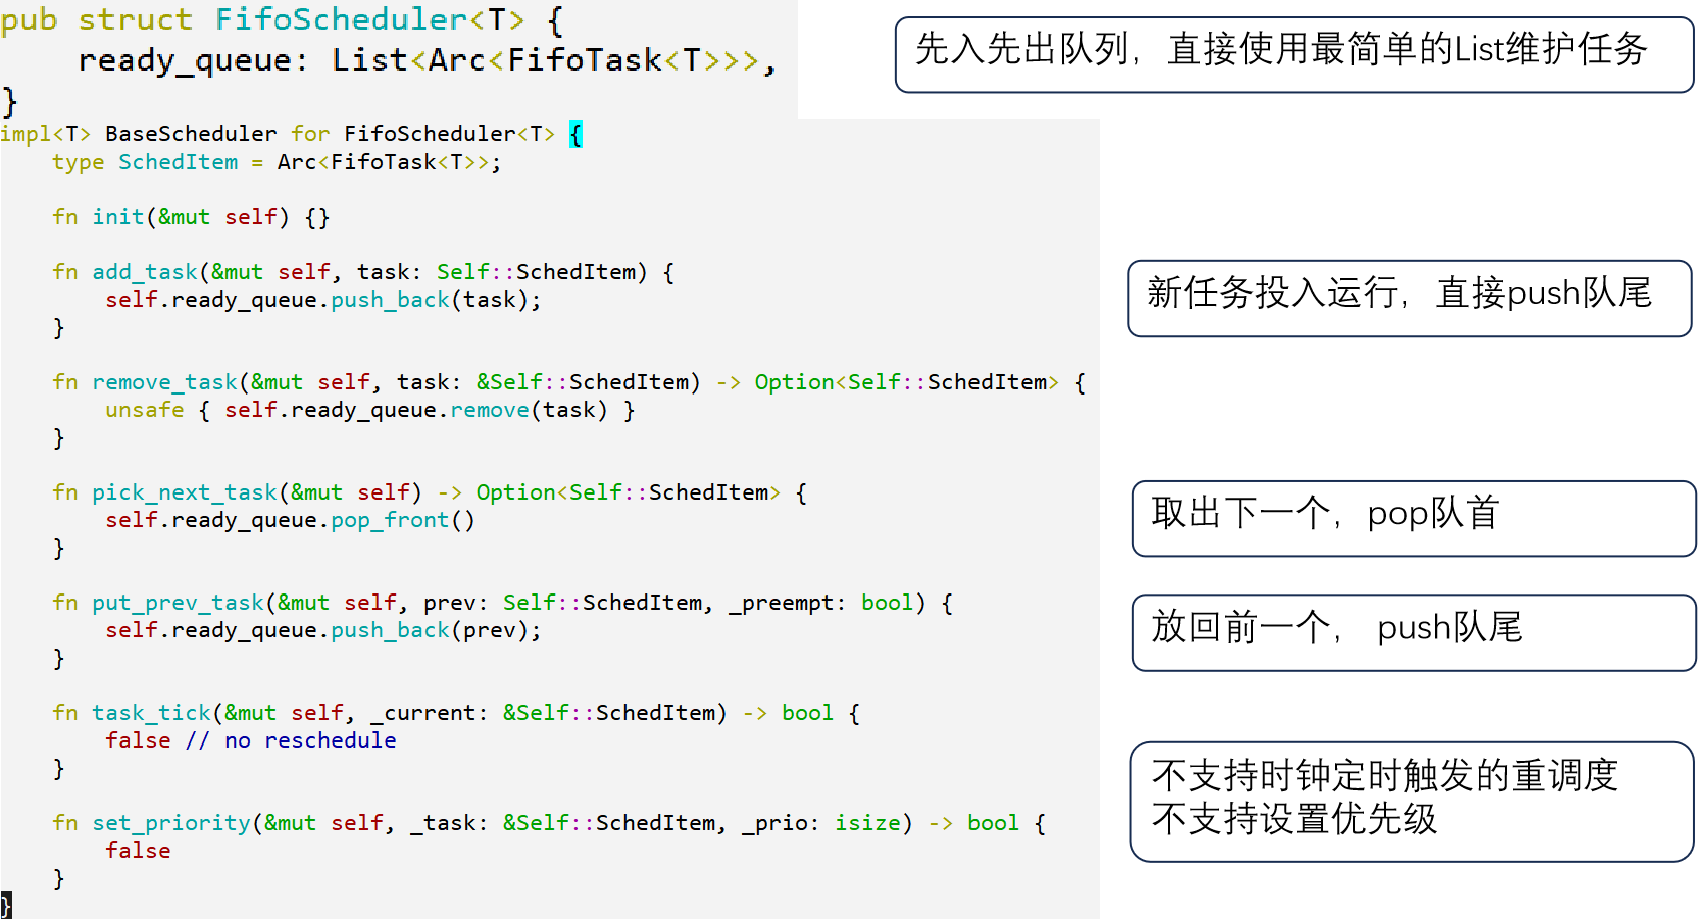 pub struct FifoScheduler<T> {
    ready_queue: List<Arc<FifoTask<T>>>,
}
先入先出队列，直接使用最简单的List维护任务
impl<T> BaseScheduler for FifoScheduler<T> {
    type SchedItem = Arc<FifoTask<T>>;
    fn init(&mut self) {}
    fn add_task(&mut self, task: Self::SchedItem) {
        self.ready_queue.push_back(task);
    }
新任务投入运行，直接push队尾
    fn remove_task(&mut self, task: &Self::SchedItem) -> Option<Self::SchedItem> {
        unsafe { self.ready_queue.remove(task) }
    }
    fn pick_next_task(&mut self) -> Option<Self::SchedItem> {
        self.ready_queue.pop_front()
    }
取出下一个，pop队首
    fn put_prev_task(&mut self, prev: Self::SchedItem, _preempt: bool) {
        self.ready_queue.push_back(prev);
    }
放回前一个， push队尾
    fn task_tick(&mut self, _current: &Self::SchedItem) -> bool {
        false // no reschedule
    }
    fn set_priority(&mut self, _task: &Self::SchedItem, _prio: isize) -> bool {
        false
    }
不支持时钟定时触发的重调度
不支持设置优先级
}